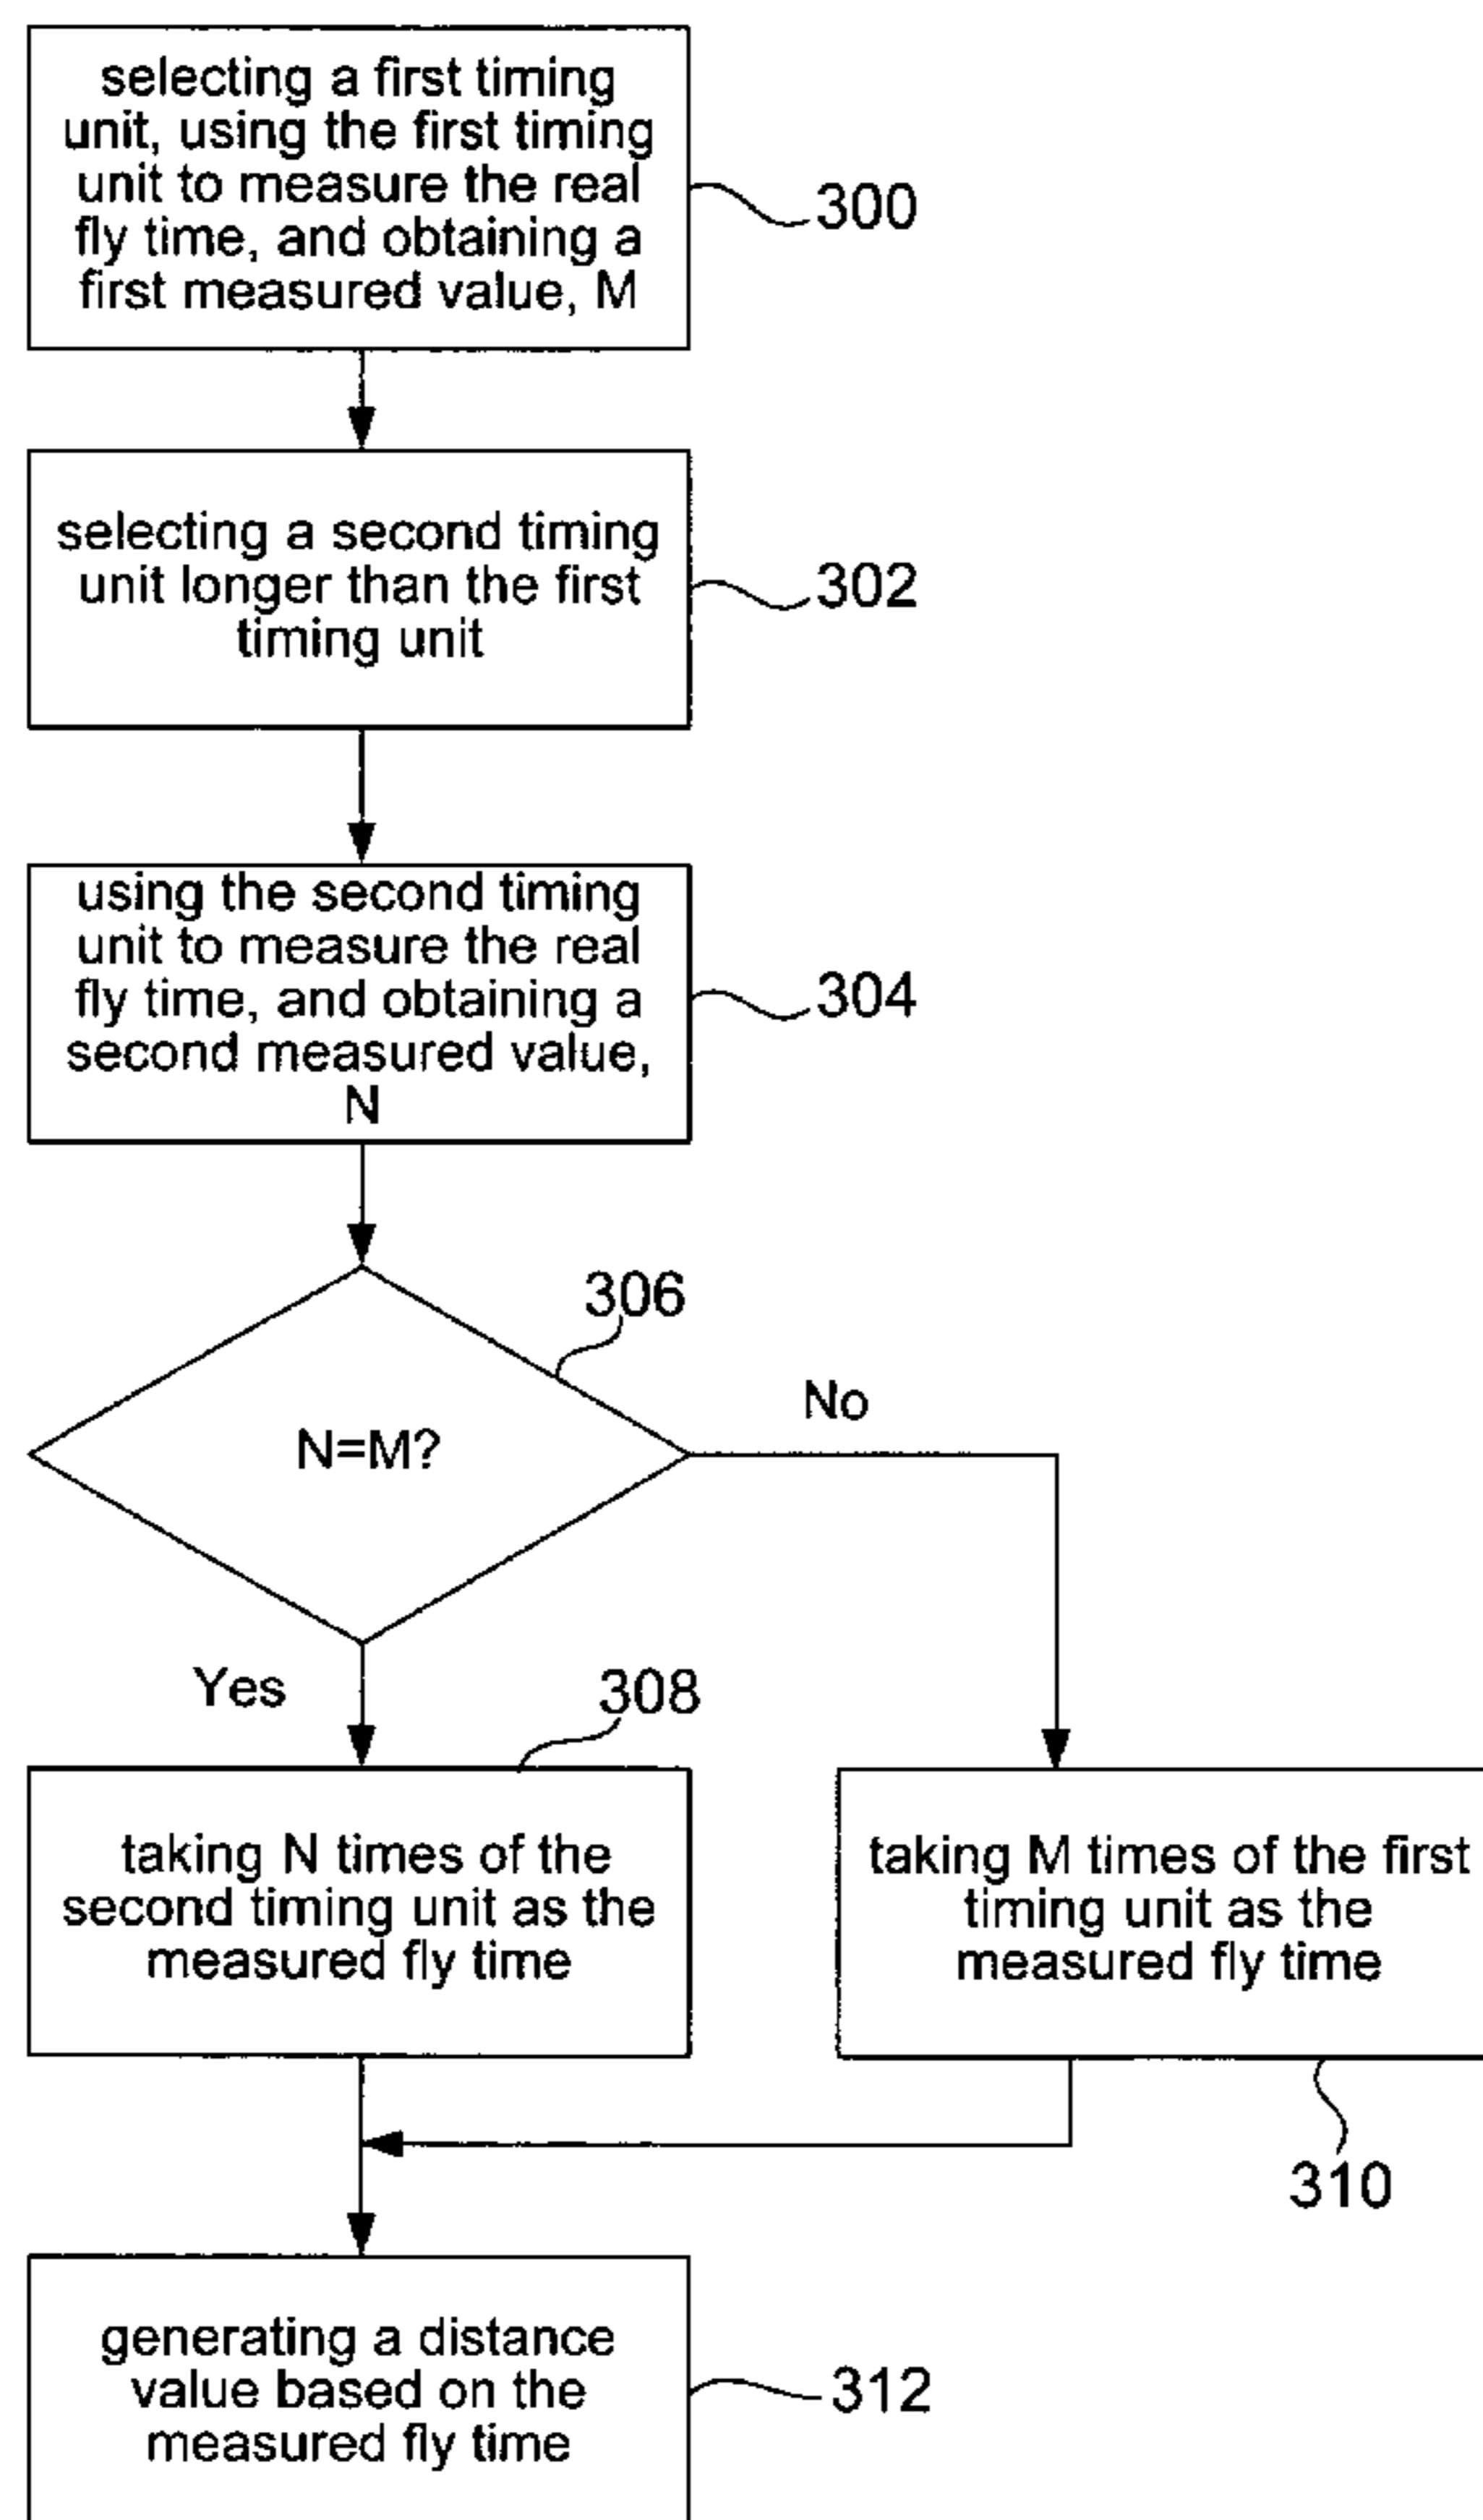 selecting a first timing
unit, using the first timing
unit to measure the real
fly time, and obtaining a
first measured value, M
300
selecting a second timing
unit longer than the first
timing unit
302
using the second timing
unit to measure the real
fly time, and obtaining a
second measured value,
N
304
306
N=M?
No
Yes
308
taking N times of the
second timing unit as the
measured fly time
taking M times of the first
timing unit as the
measured fly time
310
generating a distance
value based on the
measured fly time
312